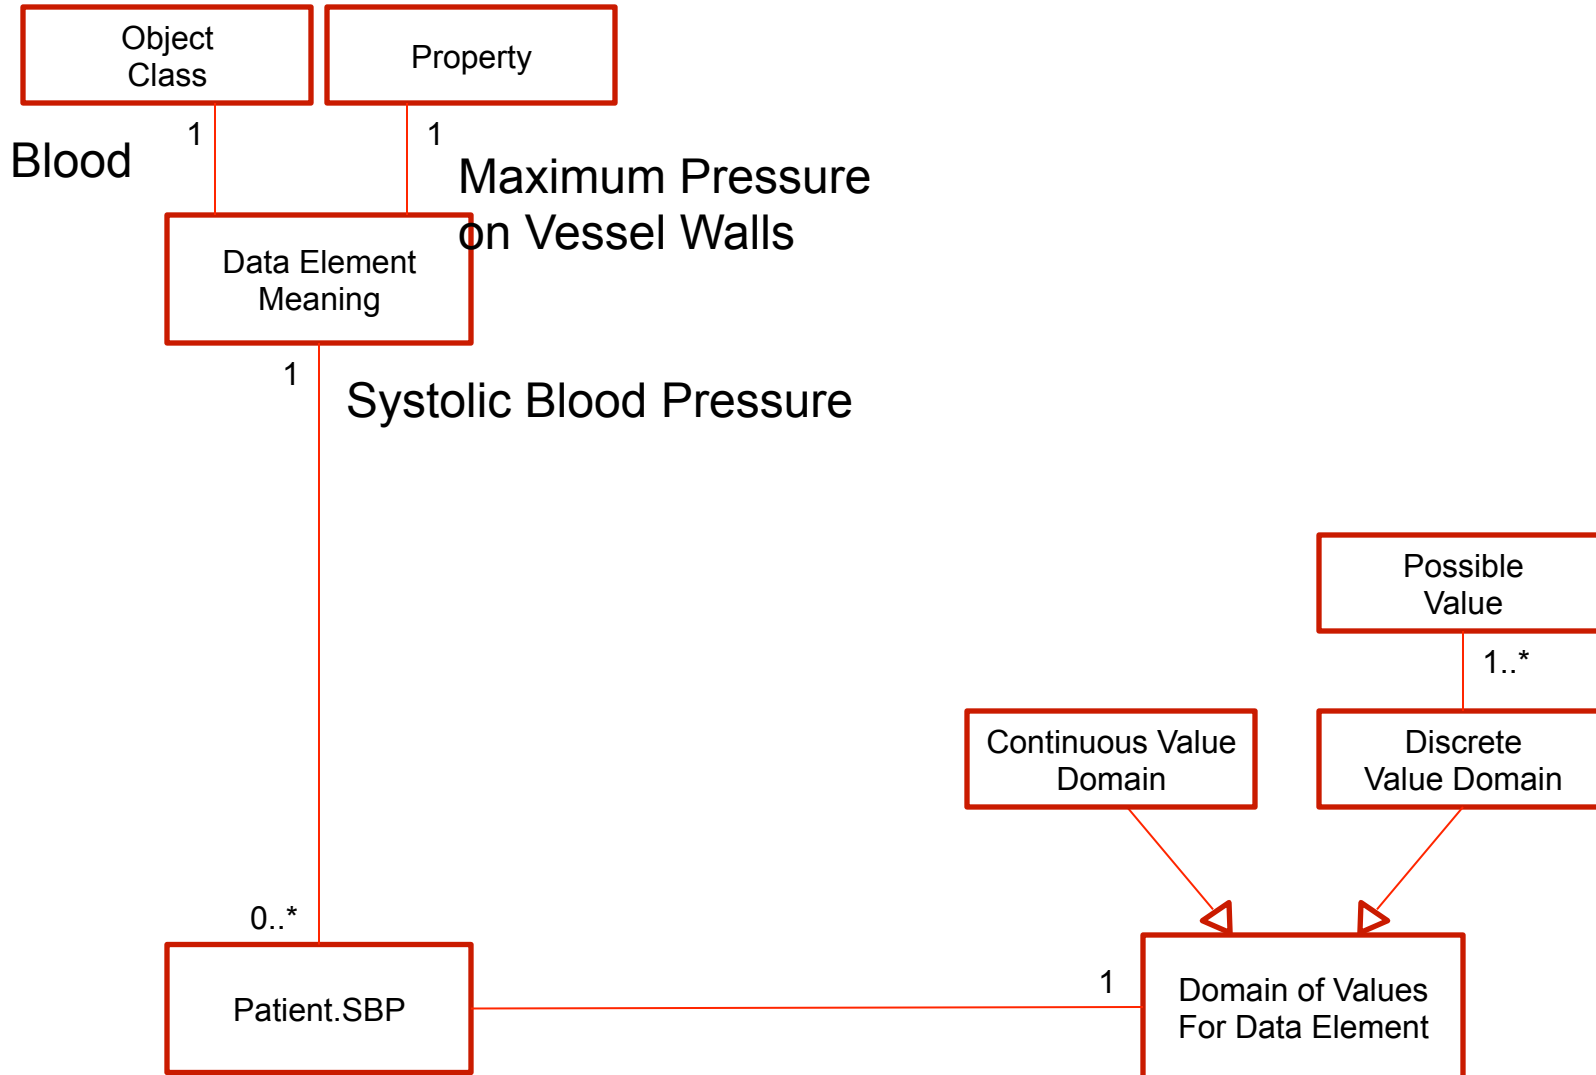 Object
Class
Property
1
1
Blood
Maximum Pressure
on Vessel Walls
Data Element
Meaning
1
Systolic Blood Pressure
Possible
Value
1..*
Continuous Value
Domain
Discrete
Value Domain
0..*
Patient.SBP
1
Domain of Values
For Data Element